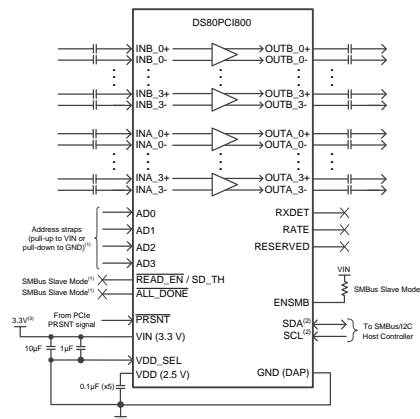 DS80PCI800
INB_0+ OUTB_0+
INB_0- OUTB_0-
INB_3+ OUTB_3+
INB_3- OUTB_3-
INA_0+ OUTA_0+
INA_0- OUTA_0-
INA_3+ OUTA_3+
INA_3- OUTA_3-
Address straps
(pull-up to VIN or
pull-down to GND)(1)
AD0
AD1
AD2
AD3
RXDET
RATE
RESERVED
SMBus Slave Mode(1) READ_EN / SD_TH
SMBus Slave Mode(1) ALL_DONE
VIN
ENSMB SMBus Slave Mode
From PCIe
PRSNT signal
PRSNT
3.3V(3)
VIN (3.3 V)
10µF 1µF
VDD_SEL
VDD (2.5 V)
0.1µF (x5)
SDA(2)
SCL(2)
To SMBus/I2C
Host Controller
GND (DAP)